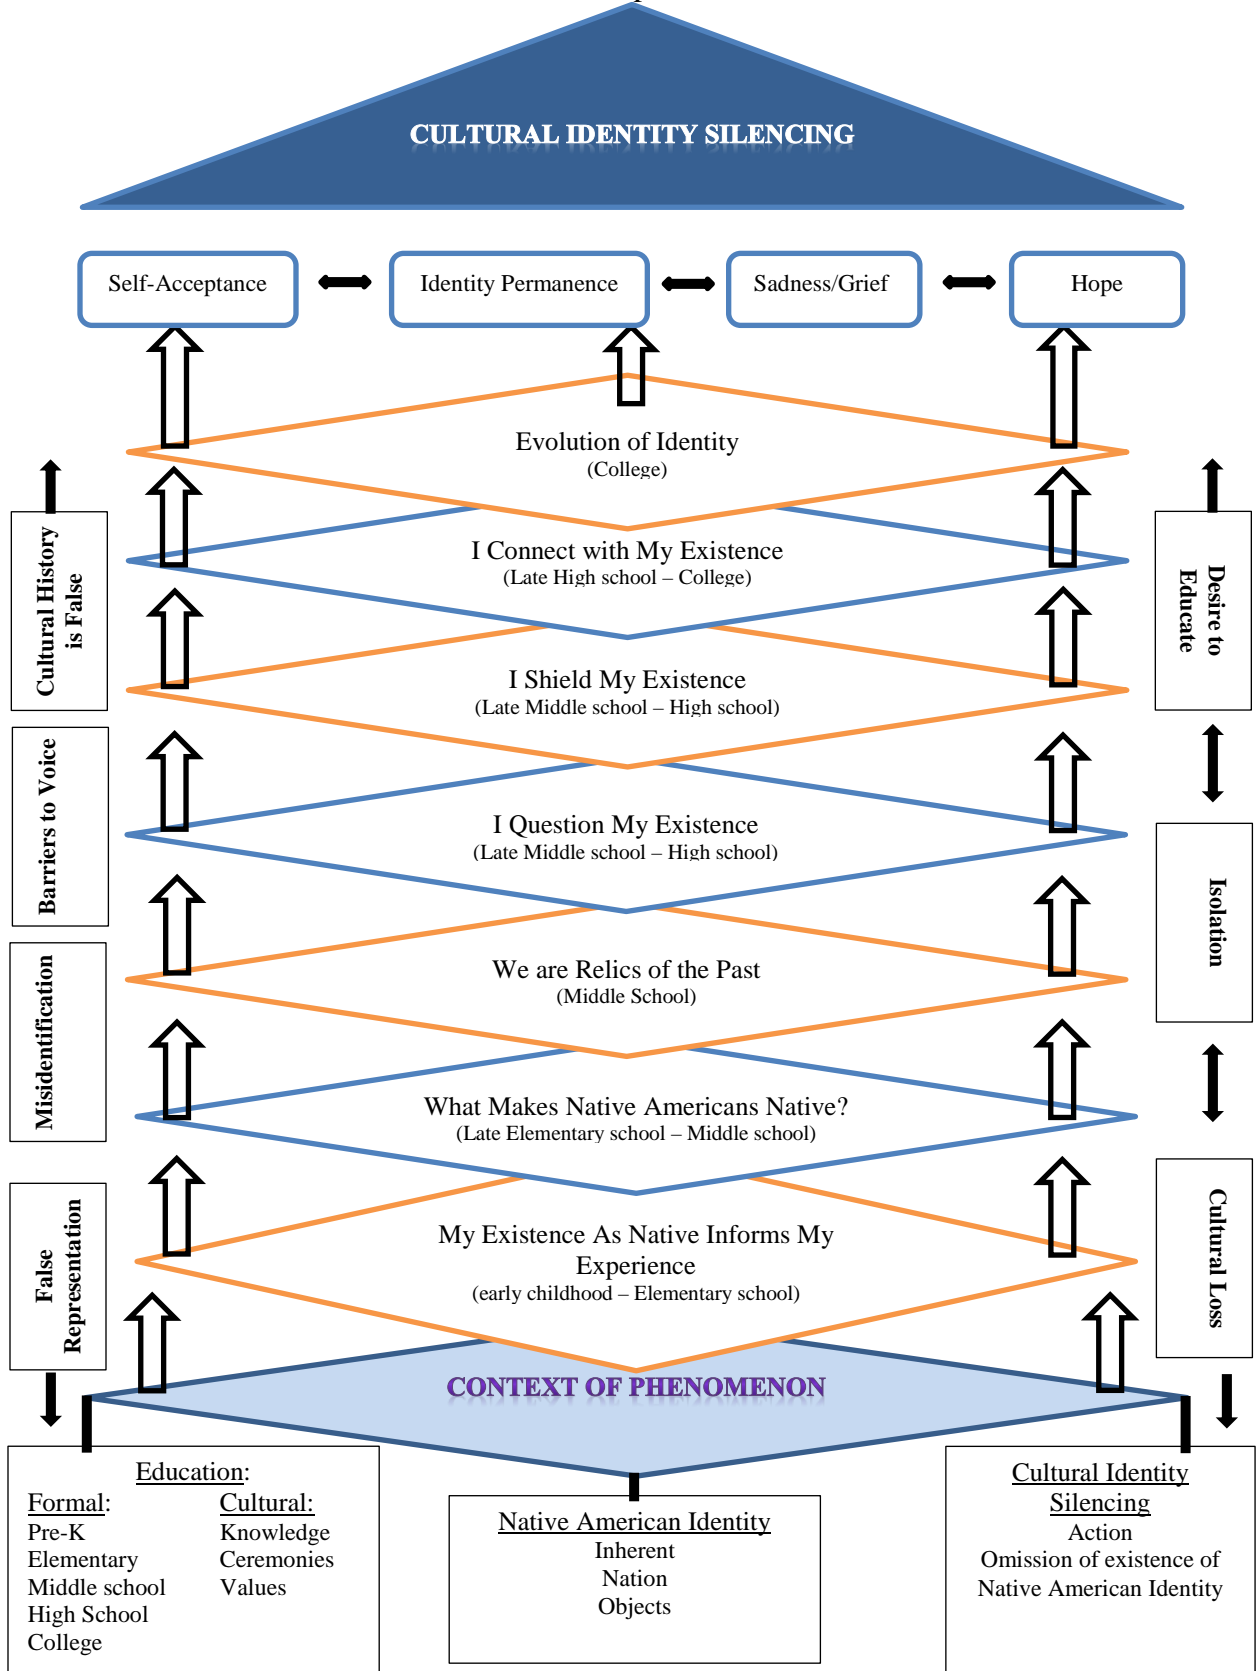 CULTURAL IDENTITY SILENCING
Self-Acceptance
Identity Permanence
Sadness/Grief
Hope
Evolution of Identity
(College)
I Connect with My Existence
(Late High school – College)
I Shield My Existence
(Late Middle school – High school)
I Question My Existence
(Late Middle school – High school)
We are Relics of the Past
(Middle School)
What Makes Native Americans Native?
(Late Elementary school – Middle school)
My Existence As Native Informs My
Experience
(early childhood – Elementary school)
CONTEXT OF PHENOMENON
Cultural History
is False
Barriers to Voice
Misidentification
False
Representation
Desire to
Educate
Isolation
Cultural Loss
Education:
Formal:
Pre-K
Elementary
Middle school
High School
College
Cultural:
Knowledge
Ceremonies
Values
Native American Identity
Inherent
Nation
Objects
Cultural Identity
Silencing
Action
Omission of existence of
Native American Identity